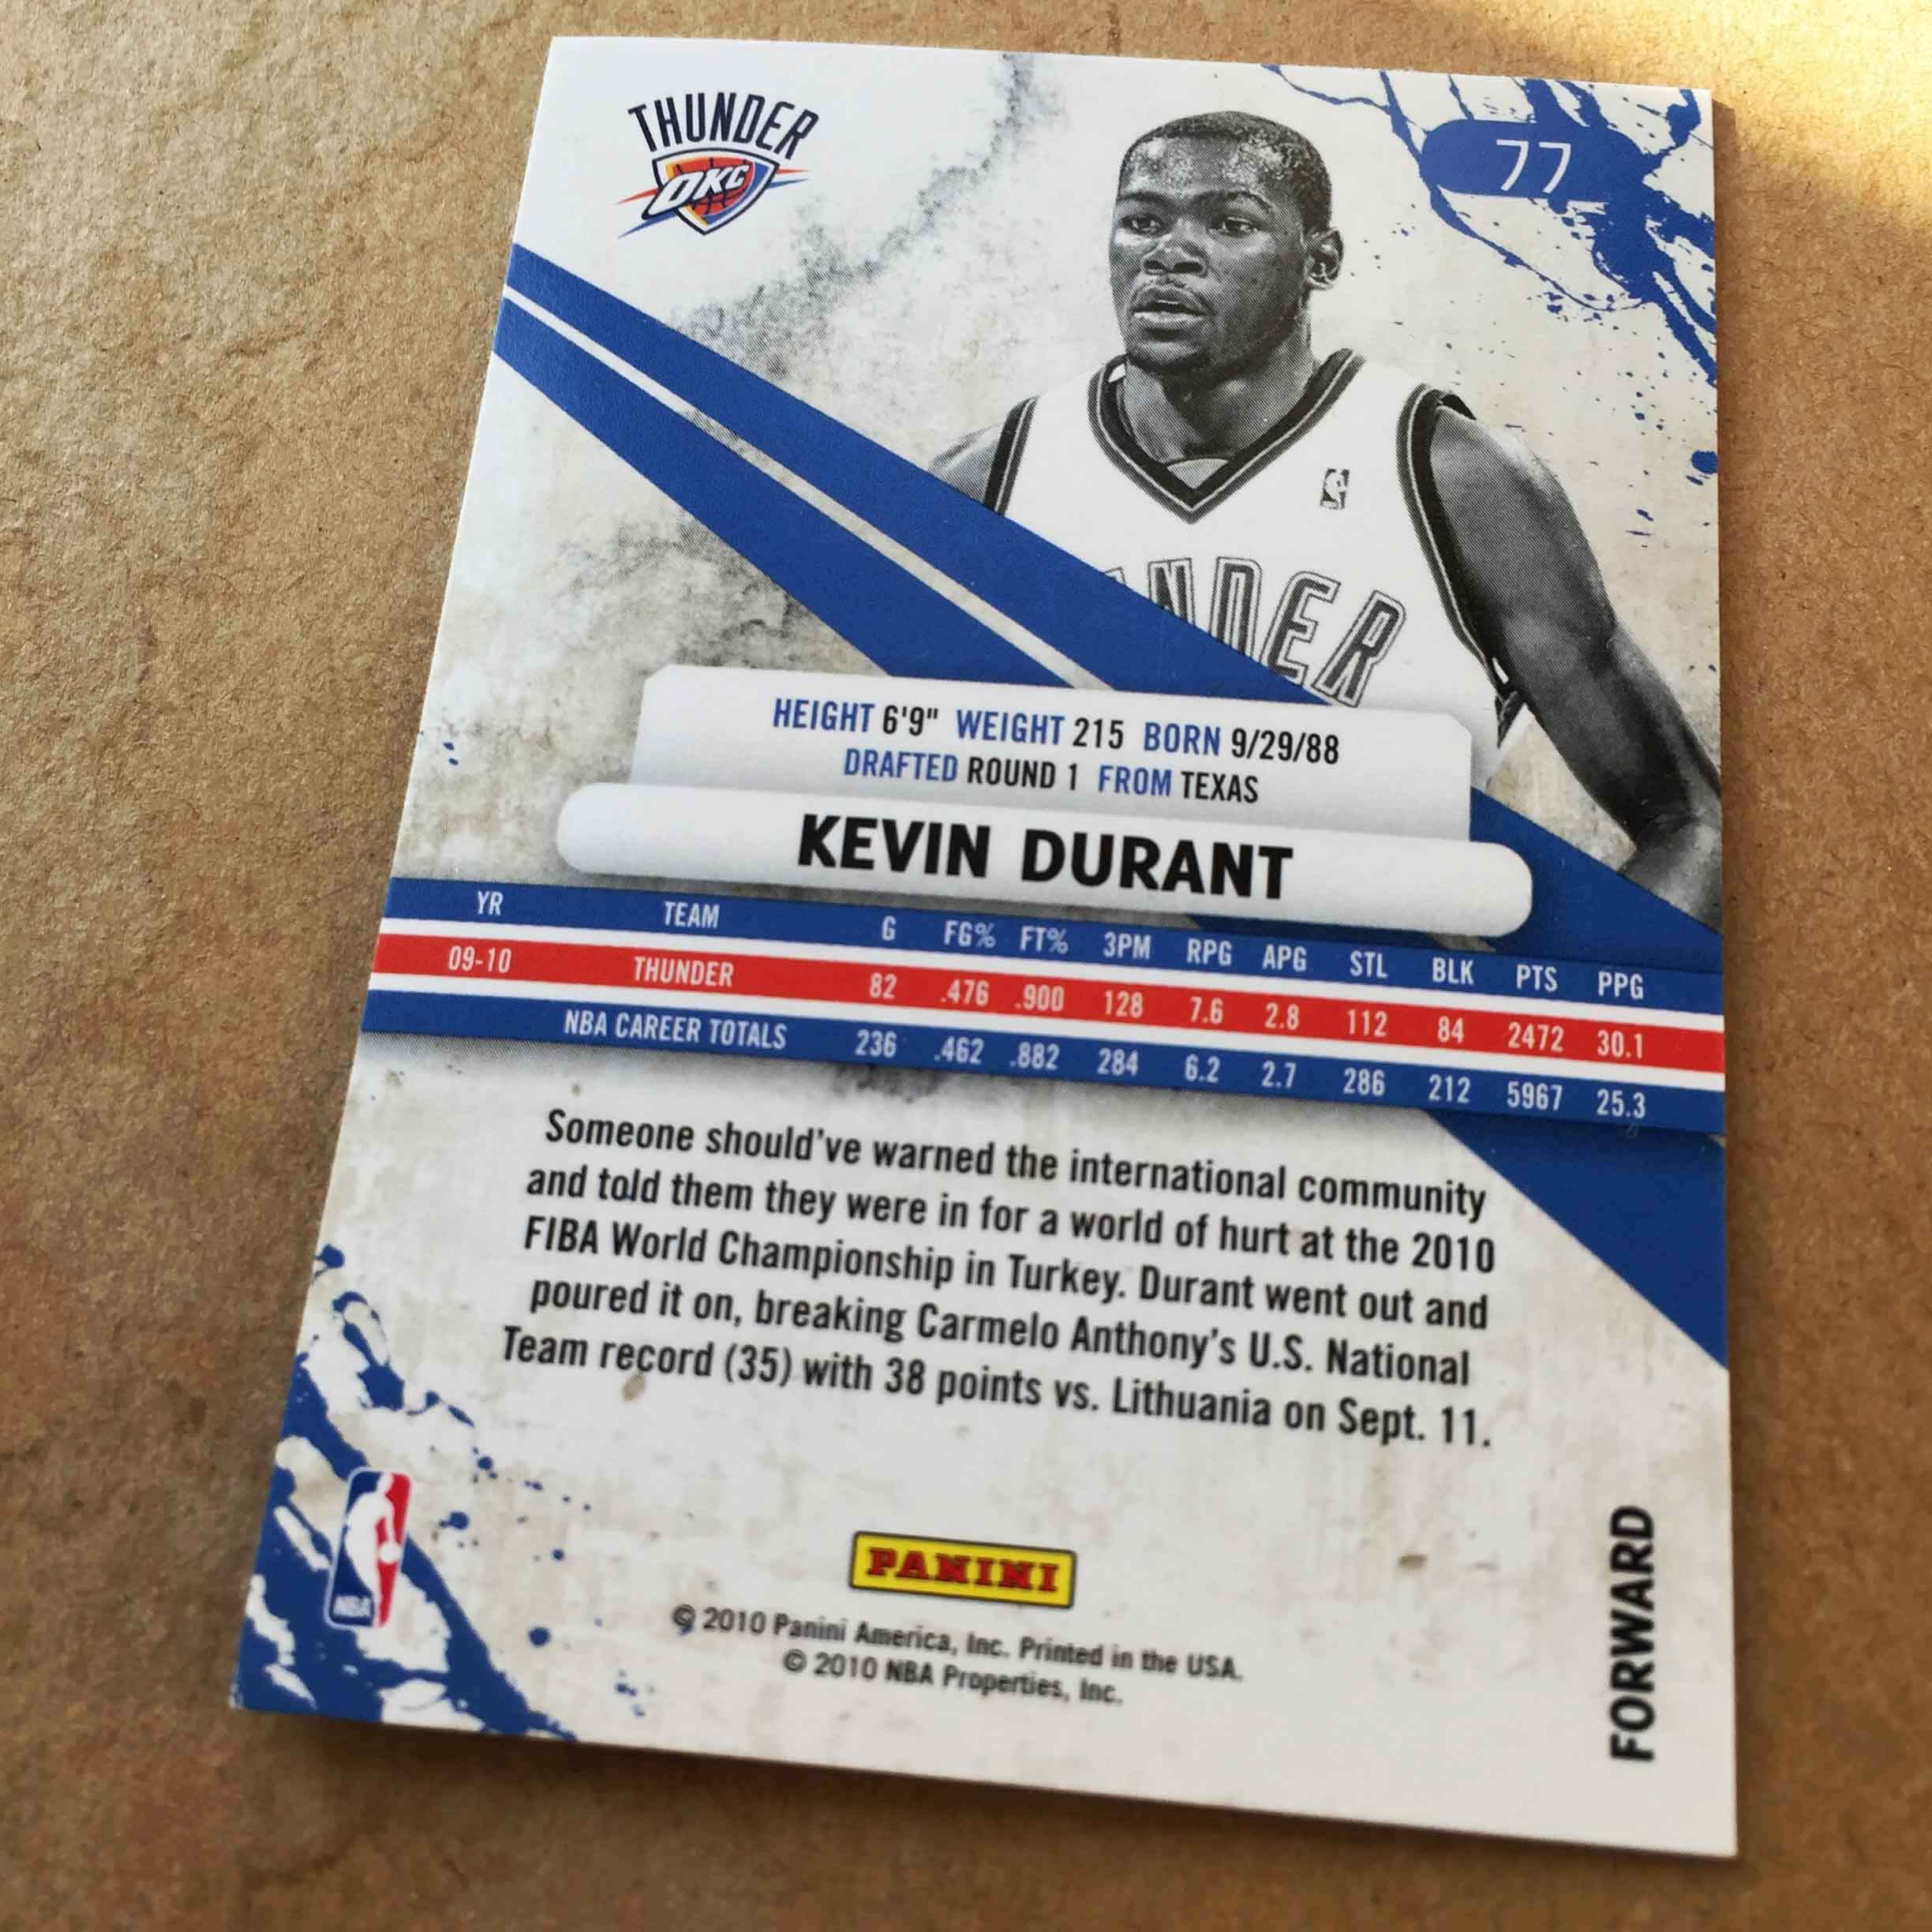 THUNDER
OKC
77
NDER
HEIGHT 6'9" WEIGHT 215 BORN 9/29/88
DRAFTED ROUND 1 FROM TEXAS
KEVIN DURANT
YR TEAM G FG% FT% 3PM RPG APG STL BLK PTS PPG
09-10 THUNDER 82 .476 .900 128 7.6 2.8 112 84 2472 30.1
NBA CAREER TOTALS 236 .462 .882 284 6.2 2.7 286 212 5967 25.3
Someone should've warned the international community
and told them they were in for a world of hurt at the 2010
FIBA World Championship in Turkey. Durant went out and
poured it on, breaking Carmelo Anthony's U.S. National
Team record (35) with 38 points vs. Lithuania on Sept. 11.
NBA
PANINI
© 2010 Panini America, Inc. Printed in the USA.
© 2010 NBA Properties, Inc.
FORWARD